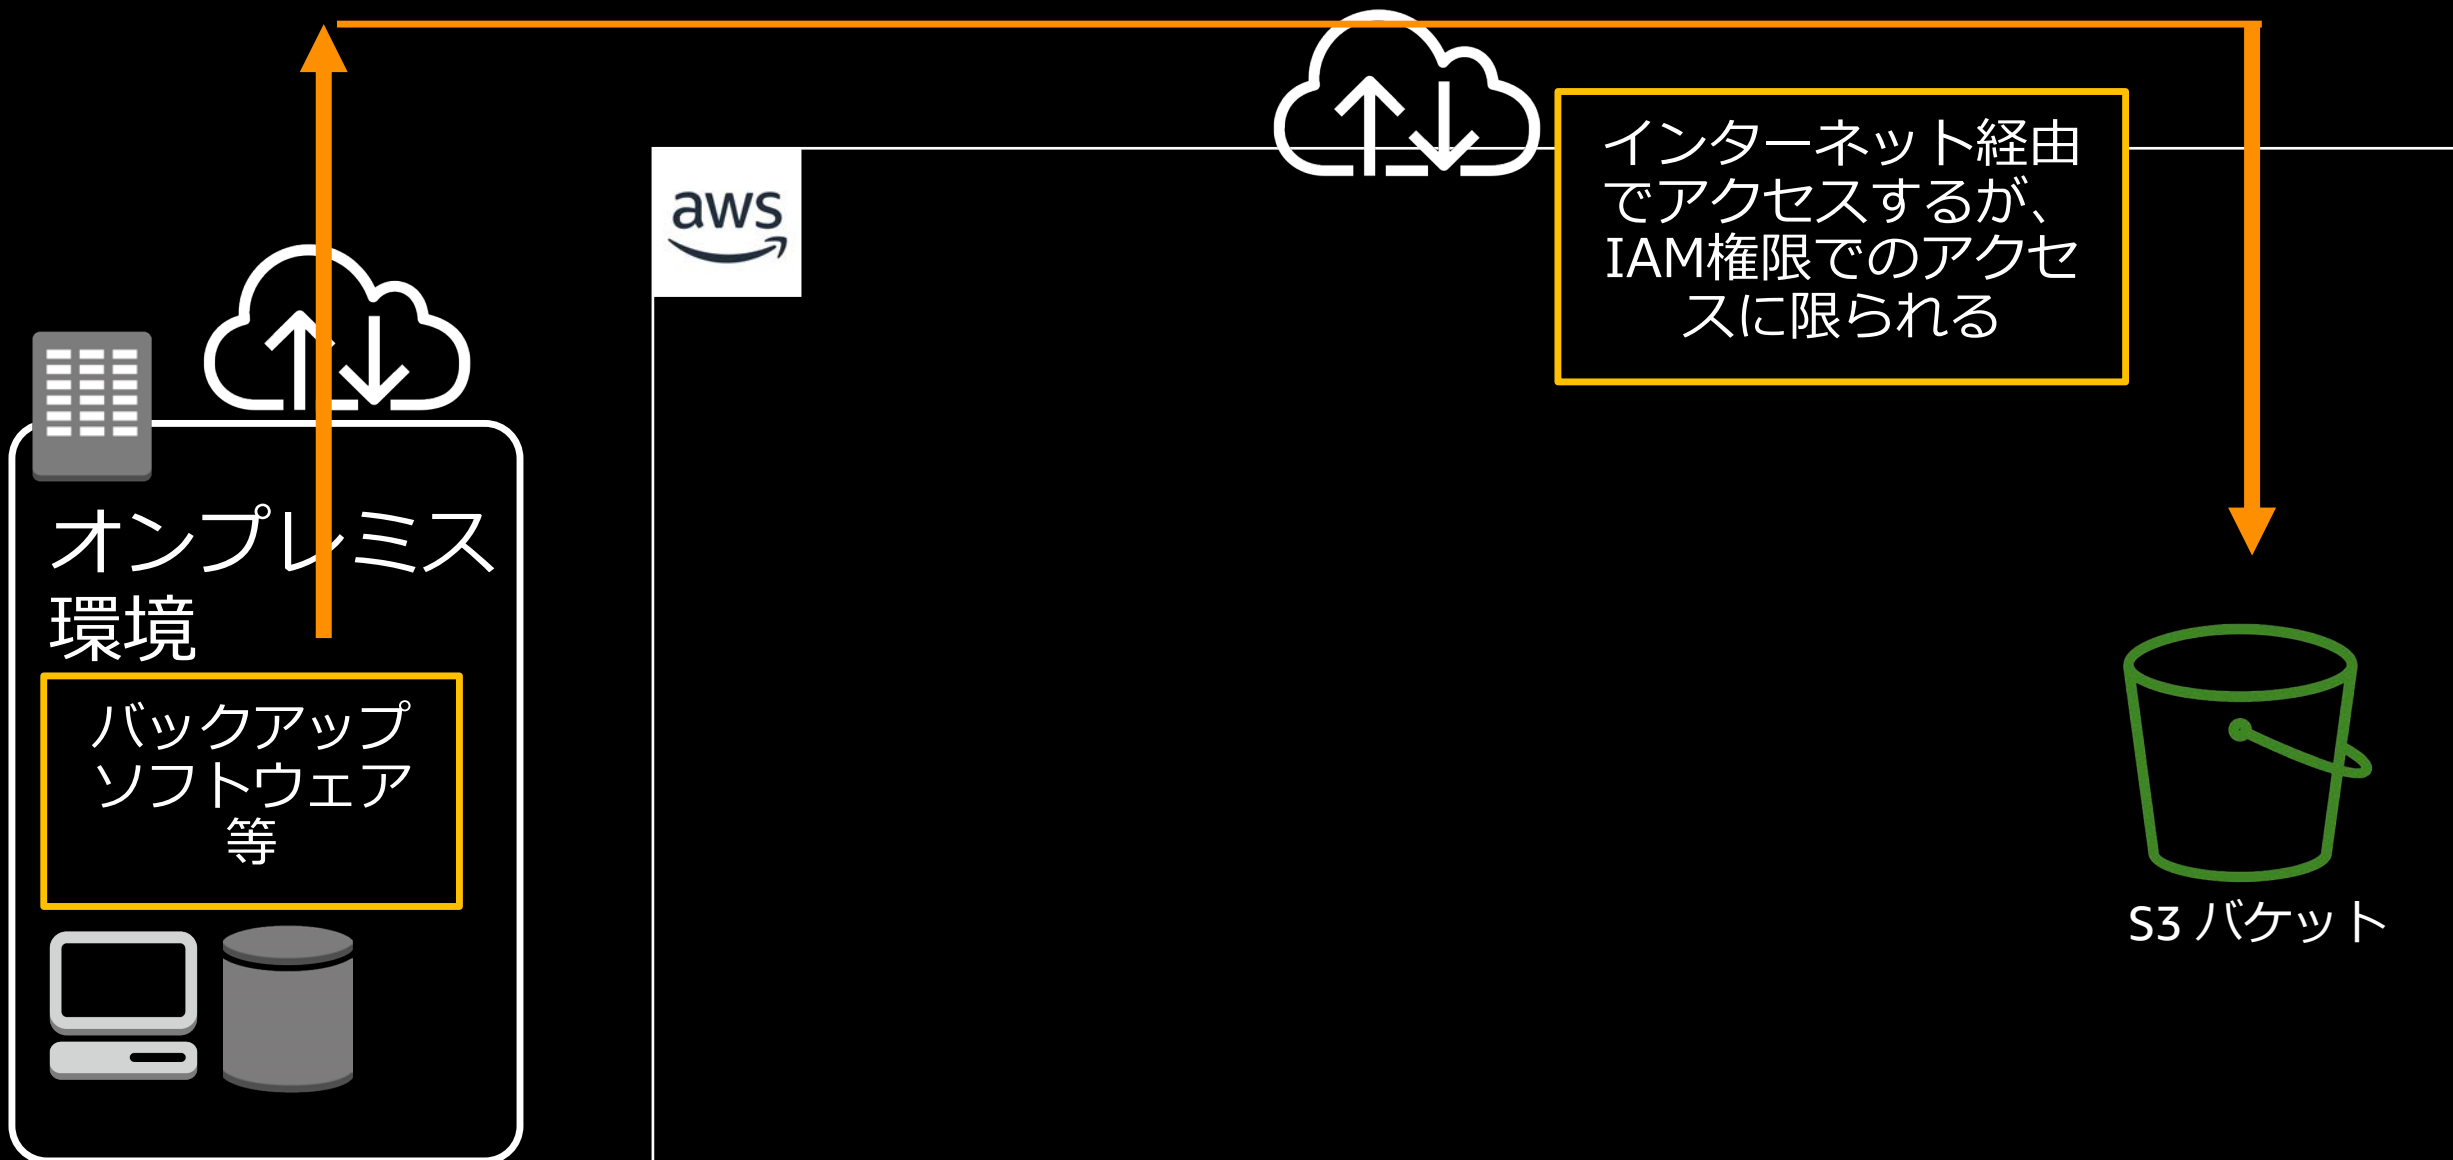 インターネット経由
でアクセスするが、
IAM権限でのアクセ
スに限られる
aws
オンプレミス
環境
バックアップ
ソフトウェア
等
S3 バケット